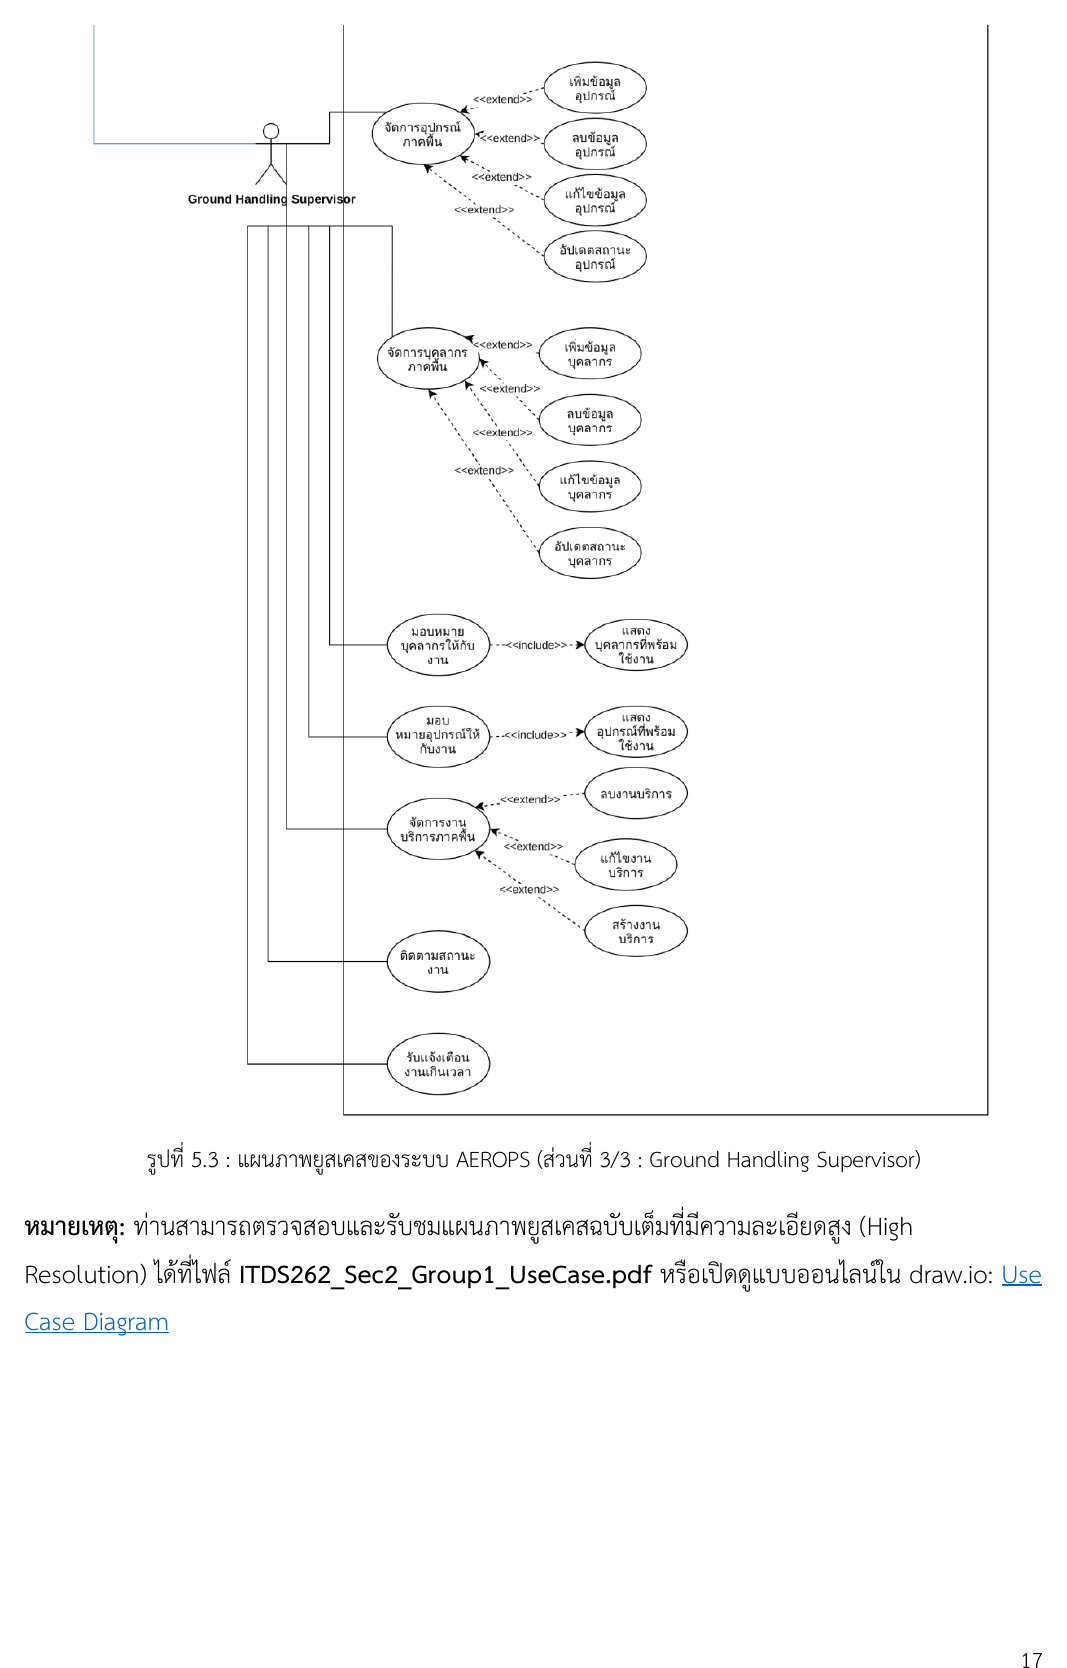 เพิ่มข้อมูล
อุปกรณ์
<<extend>>
จัดการอุปกรณ์
ภาคพื้น
<<extend>>
ลบข้อมูล
อุปกรณ์
<<extend>>
แก้ไขข้อมูล
อุปกรณ์
Ground Handling Supervisor
<<extend>>
อัปเดตสถานะ
อุปกรณ์
<<extend>>
เพิ่มข้อมูล
บุคลากร
จัดการบุคลากร
ภาคพื้น
<<extend>>
ลบข้อมูล
บุคลากร
<<extend>>
<<extend>>
แก้ไขข้อมูล
บุคลากร
อัปเดตสถานะ
บุคลากร
มอบหมาย
บุคลากรให้กับ
งาน
<<include>>
แสดง
บุคลากรที่พร้อม
ใช้งาน
มอบ
หมายอุปกรณ์ให้
กับงาน
<<include>>
แสดง
อุปกรณ์ที่พร้อม
ใช้งาน
<<extend>>
ลบงานบริการ
จัดการงาน
บริการภาคพื้น
<<extend>>
แก้ไขงาน
บริการ
<<extend>>
สร้างงาน
บริการ
ติดตามสถานะ
งาน
รับแจ้งเตือน
งานเกินเวลา
รูปที่ 5.3 : แผนภาพยูสเคสของระบบ AEROPS (ส่วนที่ 3/3 : Ground Handling Supervisor)
หมายเหตุ: ท่านสามารถตรวจสอบและรับชมแผนภาพยูสเคสฉบับเต็มที่มีความละเอียดสูง (High
Resolution) ได้ที่ไฟล์ ITDS262_Sec2_Group1_UseCase.pdf หรือเปิดดูแบบออนไลน์ใน draw.io: Use
Case Diagram
17